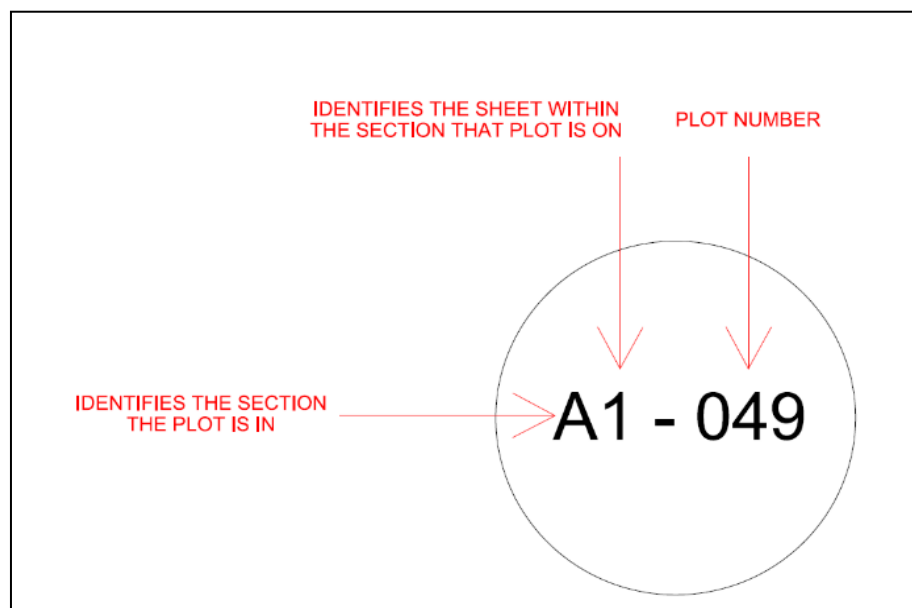 IDENTIFIES THE SHEET WITHIN
THE SECTION THAT PLOT IS ON
PLOT NUMBER
IDENTIFIES THE SECTION
THE PLOT IS IN
A1 - 049